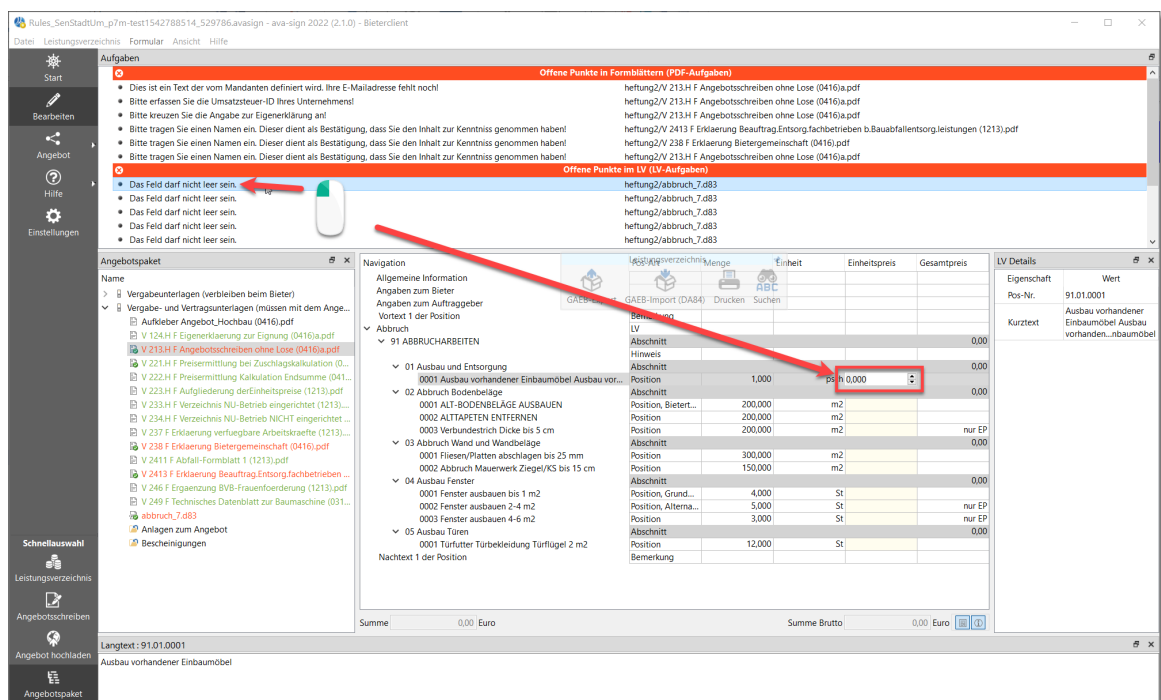 Rules_SenStadtUm_p7m-test1542788514_529786.avasign - ava-sign 2022 (2.1.0) - Bieterclient
Datei Leistungsverzeichnis Formular Ansicht Hilfe
Start
Bearbeiten
Angebot
Hilfe
Einstellungen
Schnellauswahl
Leistungsverzeichnis
Angebotsschreiben
Angebot hochladen
Angebotspaket
Aufgaben
Offene Punkte in Formblättern (PDF-Aufgaben)
Dies ist ein Text der vom Mandanten definiert wird. Ihre E-Mailadresse fehlt noch! heftung2/V 213.H F Angebotsschreiben ohne Lose (0416)a.pdf
Bitte erfassen Sie die Umsatzsteuer-ID Ihres Unternehmens! heftung2/V 213.H F Angebotsschreiben ohne Lose (0416)a.pdf
Bitte kreuzen Sie die Angabe zur Eigenerklärung an! heftung2/V 213.H F Angebotsschreiben ohne Lose (0416)a.pdf
Bitte tragen Sie einen Namen ein. Dieser dient als Bestätigung, dass Sie den Inhalt zur Kenntniss genommen haben! heftung2/V 2413 F Erklaerung Beauftrag.Entsorg.fachbetrieben b.Bauabfallentsorg.leistungen (1213).pdf
Bitte tragen Sie einen Namen ein. Dieser dient als Bestätigung, dass Sie den Inhalt zur Kenntniss genommen haben! heftung2/V 238 F Erklaerung Bietergemeinschaft (0416).pdf
Bitte tragen Sie einen Namen ein. Dieser dient als Bestätigung, dass Sie den Inhalt zur Kenntniss genommen haben! heftung2/V 213.H F Angebotsschreiben ohne Lose (0416)a.pdf
Offene Punkte im LV (LV-Aufgaben)
Das Feld darf nicht leer sein. heftung2/abbruch_7.d83
Das Feld darf nicht leer sein. heftung2/abbruch_7.d83
Das Feld darf nicht leer sein. heftung2/abbruch_7.d83
Das Feld darf nicht leer sein. heftung2/abbruch_7.d83
Das Feld darf nicht leer sein. heftung2/abbruch_7.d83
Angebotspaket
Name
Vergabeunterlagen (verbleiben beim Bieter)
Vergabe- und Vertragsunterlagen (müssen mit dem Ange...
Aufkleber Angebot_Hochbau (0416).pdf
V 124.H F Eigenerklaerung zur Eignung (0416)a.pdf
V 213.H F Angebotsschreiben ohne Lose (0416)a.pdf
V 221.H F Preisermittlung bei Zuschlagskalkulation (0...
V 222.H F Preisermittlung Kalkulation Endsumme (041...
V 223.H F Aufgliederung derEinheitspreise (1213).pdf
V 233.H F Verzeichnis NU-Betrieb eingerichtet (1213)....
V 234.H F Verzeichnis NU-Betrieb NICHT eingerichtet ...
V 237 F Erklaerung verfuegbare Arbeitskraefte (1213)....
V 238 F Erklaerung Bietergemeinschaft (0416).pdf
V 2411 F Abfall-Formblatt 1 (1213).pdf
V 2413 F Erklaerung Beauftrag.Entsorg.fachbetrieben ...
V 246 F Ergaenzung BVB-Frauenfoerderung (1213).pdf
V 249 F Technisches Datenblatt zur Baumaschine (031...
abbruch_7.d83
Anlagen zum Angebot
Bescheinigungen
Navigation Pos-Art Menge Einheit Einheitspreis Gesamtpreis
Leistungsverzeichnis
GAEB-Export GAEB-Import (DA84) Drucken Suchen
ABC
Allgemeine Information
Angaben zum Bieter
Angaben zum Auftraggeber
Vortext 1 der Position Bemerkung
Abbruch LV
91 ABBRUCHARBEITEN Abschnitt 0,00
Hinweis
01 Ausbau und Entsorgung Abschnitt 0,00
0001 Ausbau vorhandener Einbaumöbel Ausbau vor... Position 1,000 psch 0,000
02 Abbruch Bodenbeläge Abschnitt 0,00
0001 ALT-BODENBELÄGE AUSBAUEN Position, Bietert... 200,000 m2
0002 ALTTAPETEN ENTFERNEN Position 200,000 m2
0003 Verbundestrich Dicke bis 5 cm Position 200,000 m2 nur EP
03 Abbruch Wand und Wandbeläge Abschnitt 0,00
0001 Fliesen/Platten abschlagen bis 25 mm Position 300,000 m2
0002 Abbruch Mauerwerk Ziegel/KS bis 15 cm Position 150,000 m2
04 Ausbau Fenster Abschnitt 0,00
0001 Fenster ausbauen bis 1 m2 Position, Grund... 4,000 St
0002 Fenster ausbauen 2-4 m2 Position, Alterna... 5,000 St nur EP
0003 Fenster ausbauen 4-6 m2 Position 3,000 St nur EP
05 Ausbau Türen Abschnitt 0,00
0001 Türfutter Türbekleidung Türflügel 2 m2 Position 12,000 St
Nachtext 1 der Position Bemerkung
Summe 0,00 Euro Summe Brutto 0,00 Euro
LV Details
Eigenschaft Wert
Pos-Nr. 91.01.0001
Kurztext Ausbau vorhandener
Einbaumöbel Ausbau
vorhanden...nbaumöbel
Langtext : 91.01.0001
Ausbau vorhandener Einbaumöbel